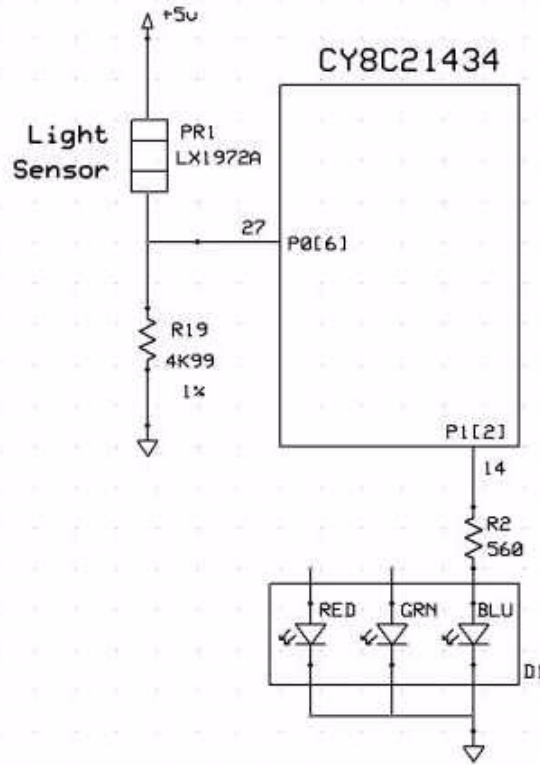 +5v
CY8C21434
Light
Sensor
PR1
LX1972A
27
P0[6]
R19
4K99
1%
P1[2]
14
R2
560
RED
GRN
BLU
D1